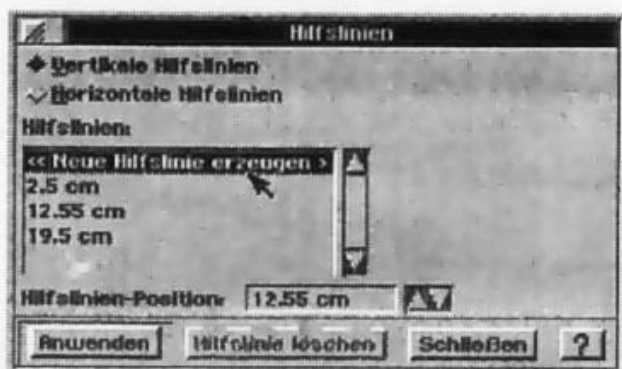 Hilfslinien
Vertikale Hilfslinien
Horizontale Hilfslinien
Hilfslinien:
<< Neue Hilfslinie erzeugen >
2.5 cm
12.55 cm
19.5 cm
Hilfslinien-Position: 12.55 cm
Anwenden Hilfslinie löschen Schließen ?